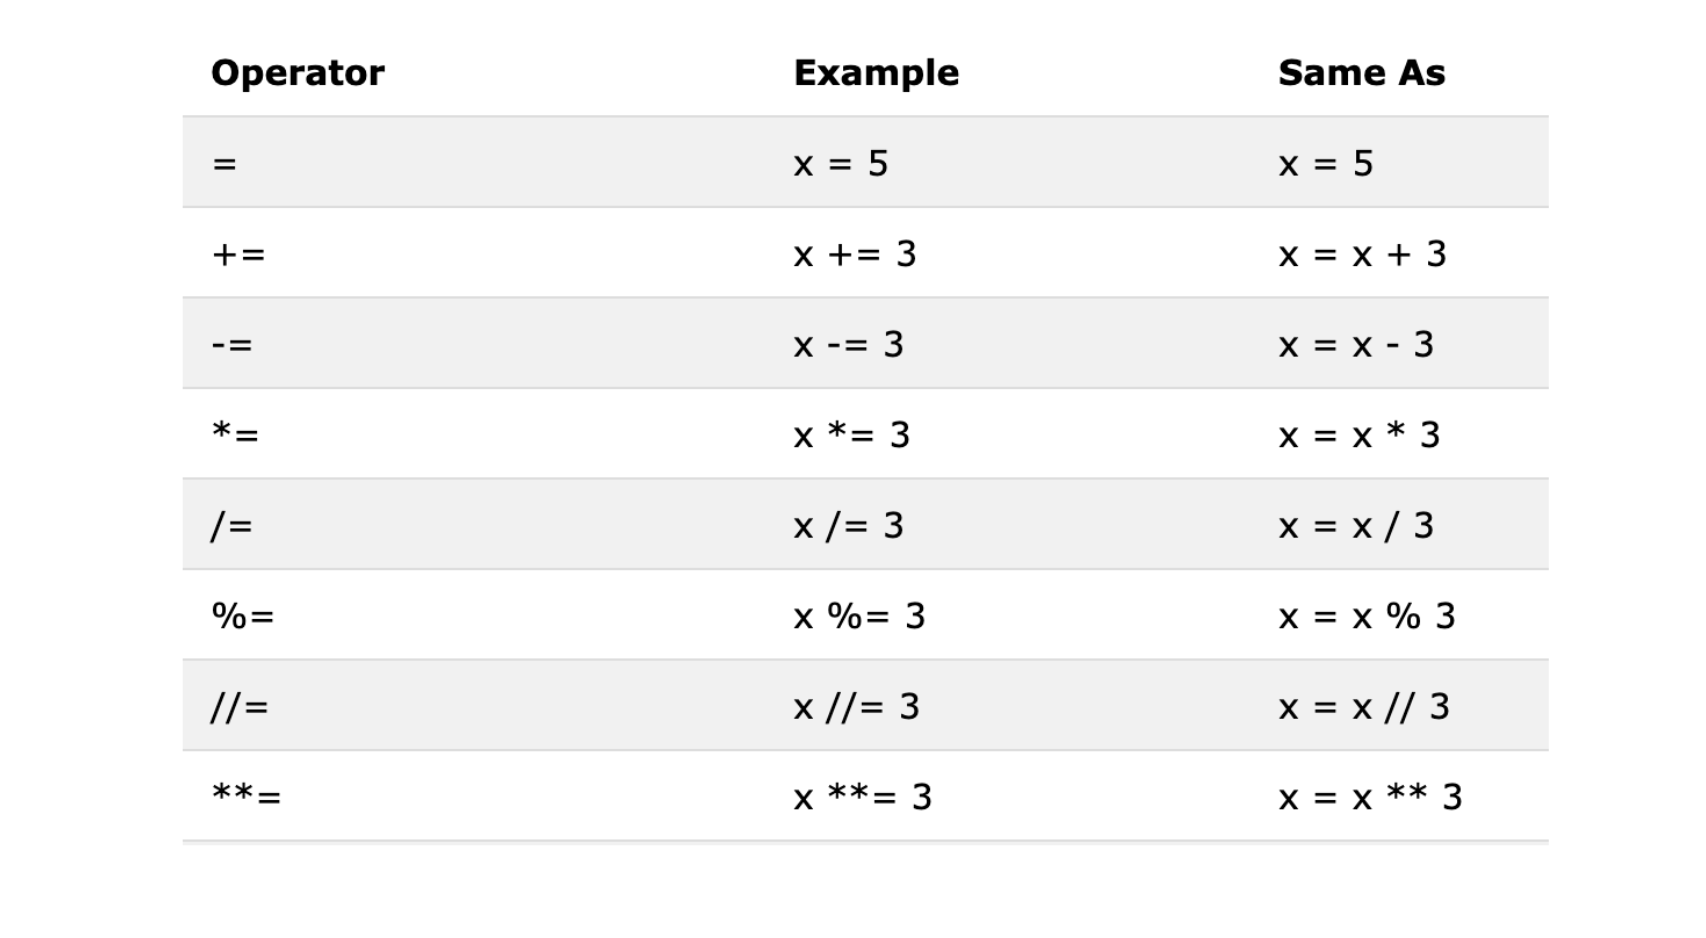 Operator Example Same As
= x = 5 x = 5
+= x += 3 x = x + 3
-= x -= 3 x = x - 3
*= x *= 3 x = x * 3
/= x /= 3 x = x / 3
%= x %= 3 x = x % 3
//= x //= 3 x = x // 3
**= x **= 3 x = x ** 3